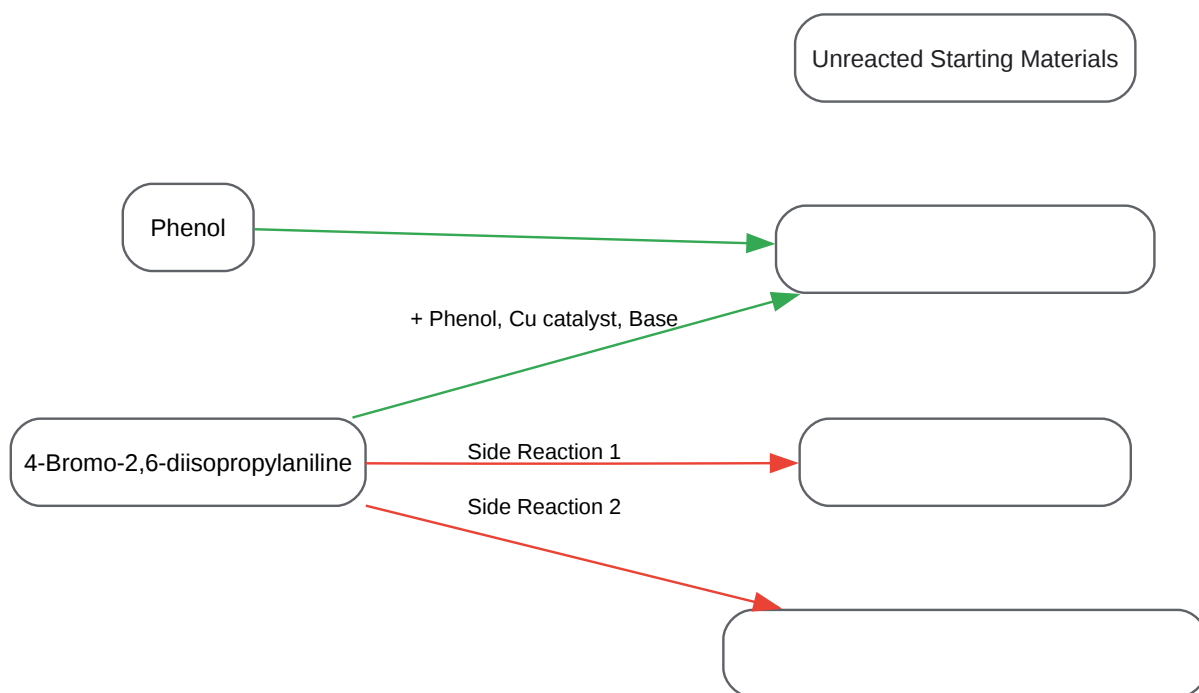 Unreacted Starting Materials
Phenol
+ Phenol, Cu catalyst, Base
4-Bromo-2,6-diisopropylaniline
Side Reaction 1
Side Reaction 2